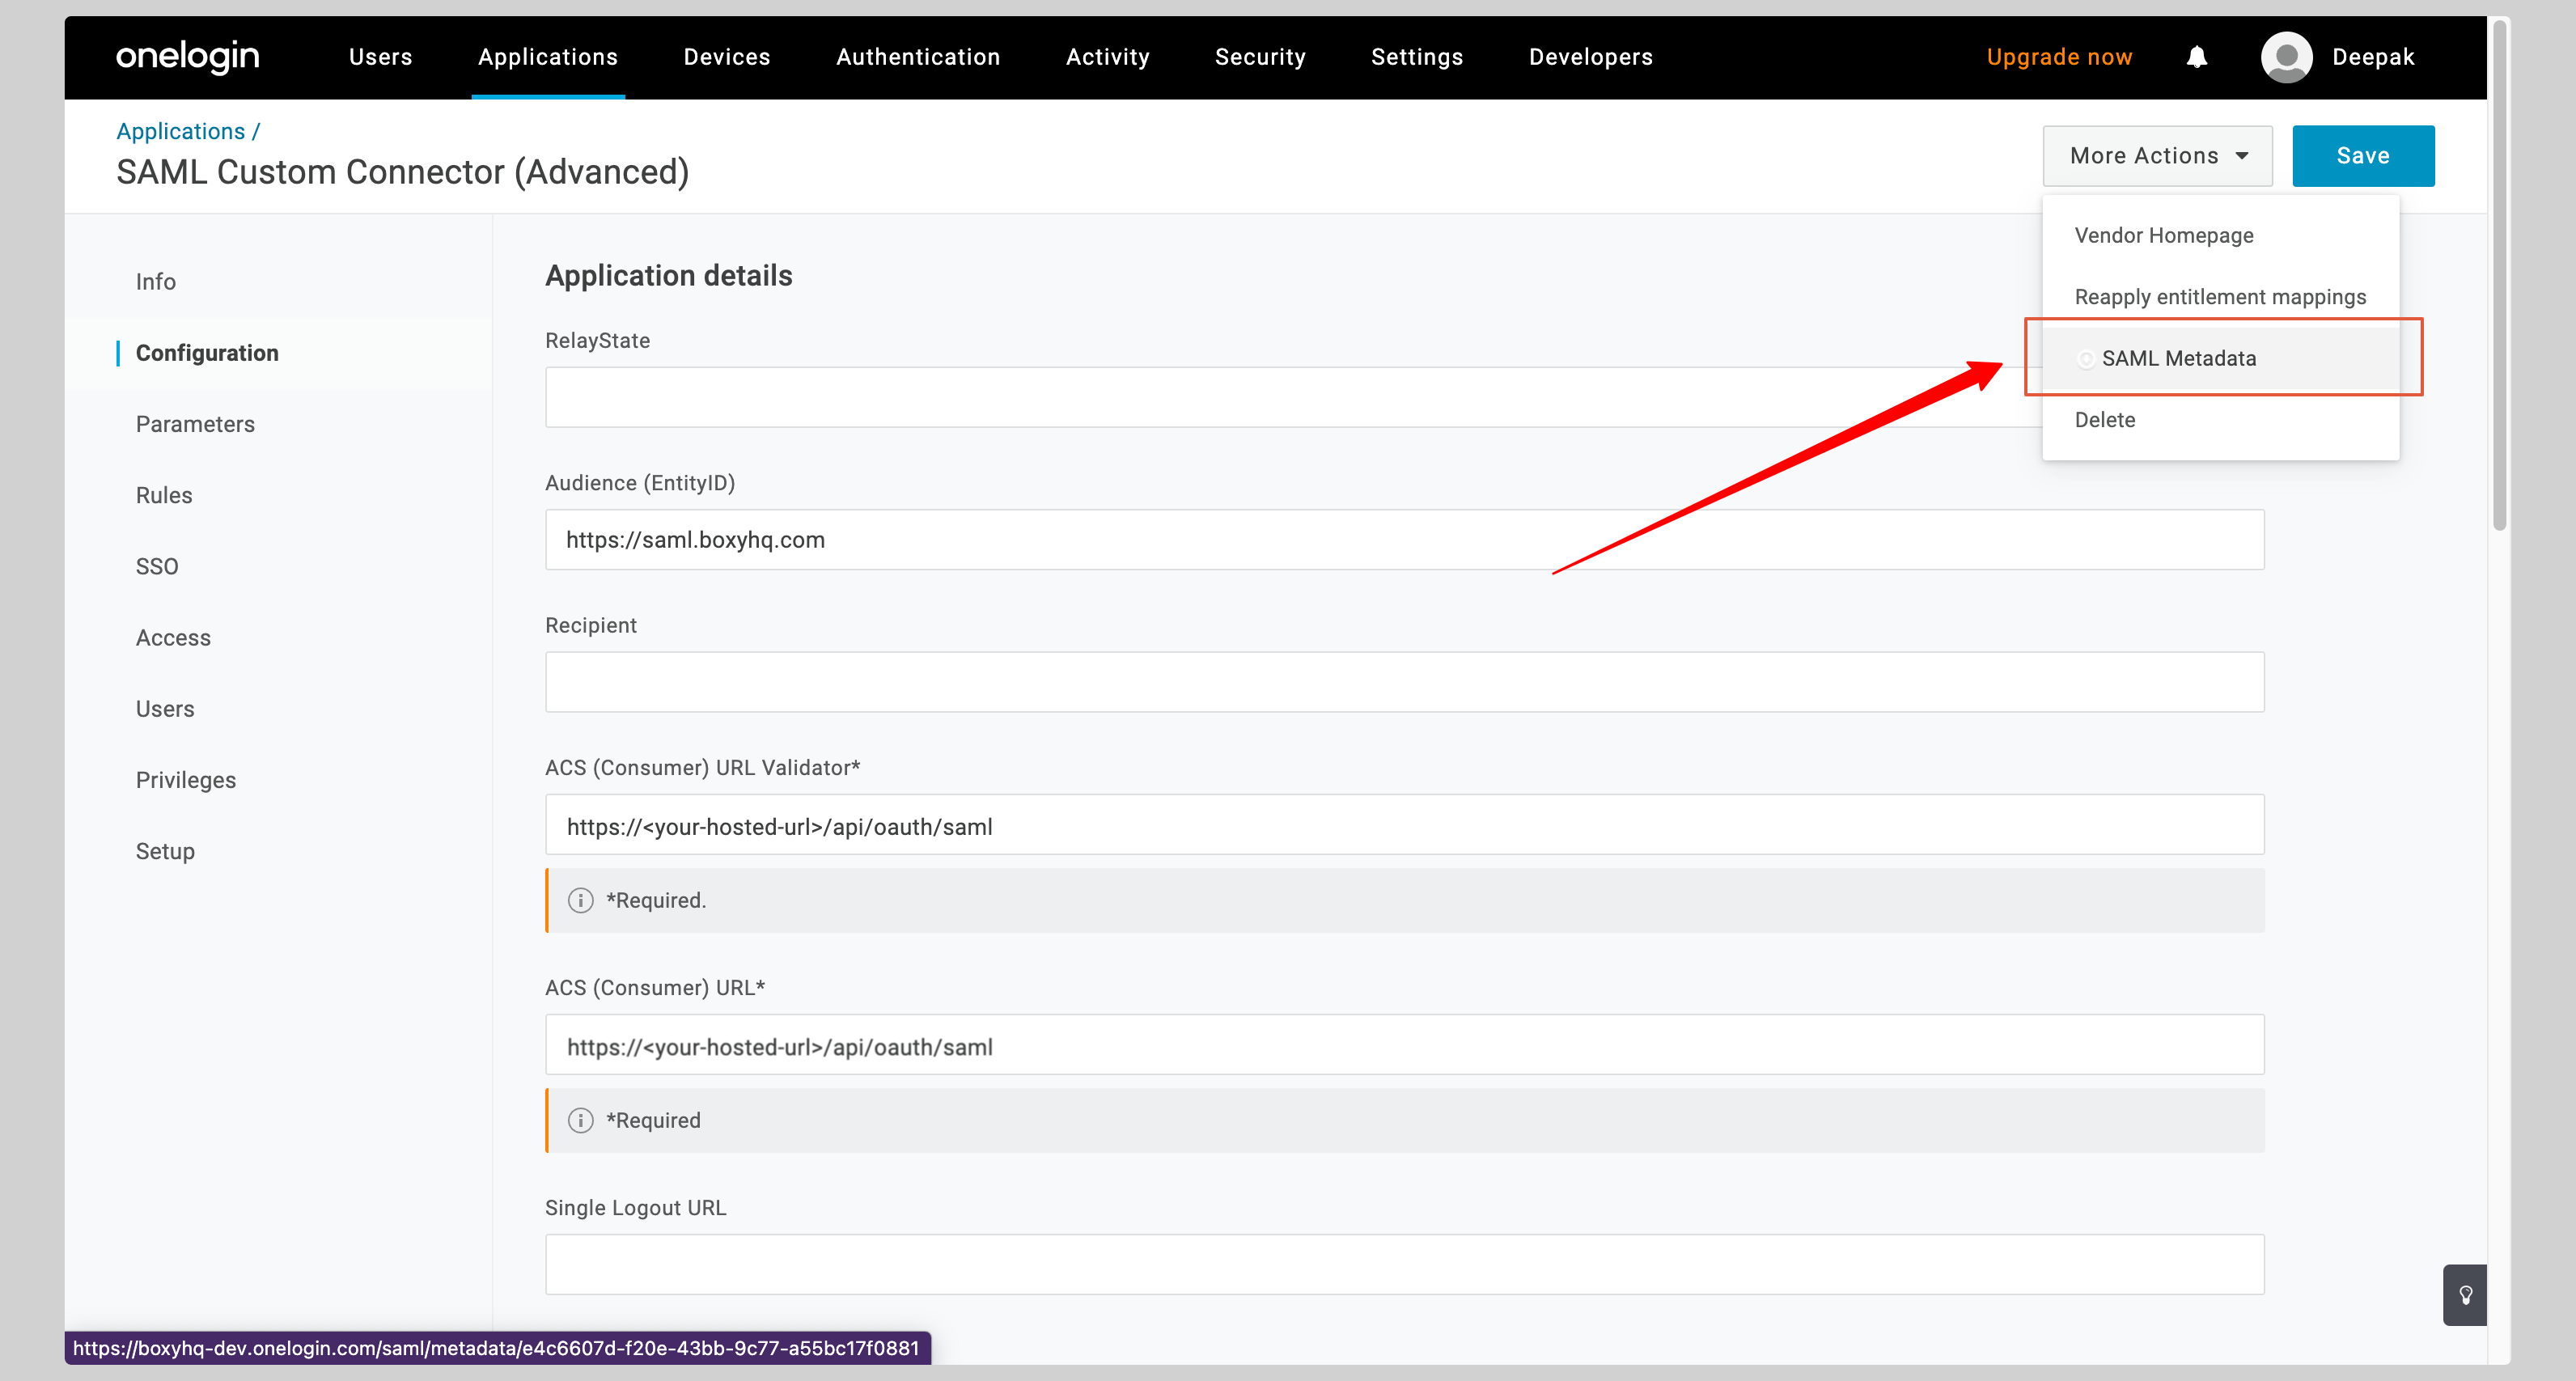 onelogin Users Applications Devices Authentication Activity Security Settings Developers Upgrade now Deepak
Applications /
SAML Custom Connector (Advanced)
More Actions Save
Vendor Homepage
Reapply entitlement mappings
SAML Metadata
Delete
Info
Configuration
Parameters
Rules
SSO
Access
Users
Privileges
Setup
Application details
RelayState
Audience (EntityID)
https://saml.boxyhq.com
Recipient
ACS (Consumer) URL Validator*
https://<your-hosted-url>/api/oauth/saml
*Required.
ACS (Consumer) URL*
https://<your-hosted-url>/api/oauth/saml
*Required
Single Logout URL
https://boxyhq-dev.onelogin.com/saml/metadata/e4c6607d-f20e-43bb-9c77-a55bc17f0881